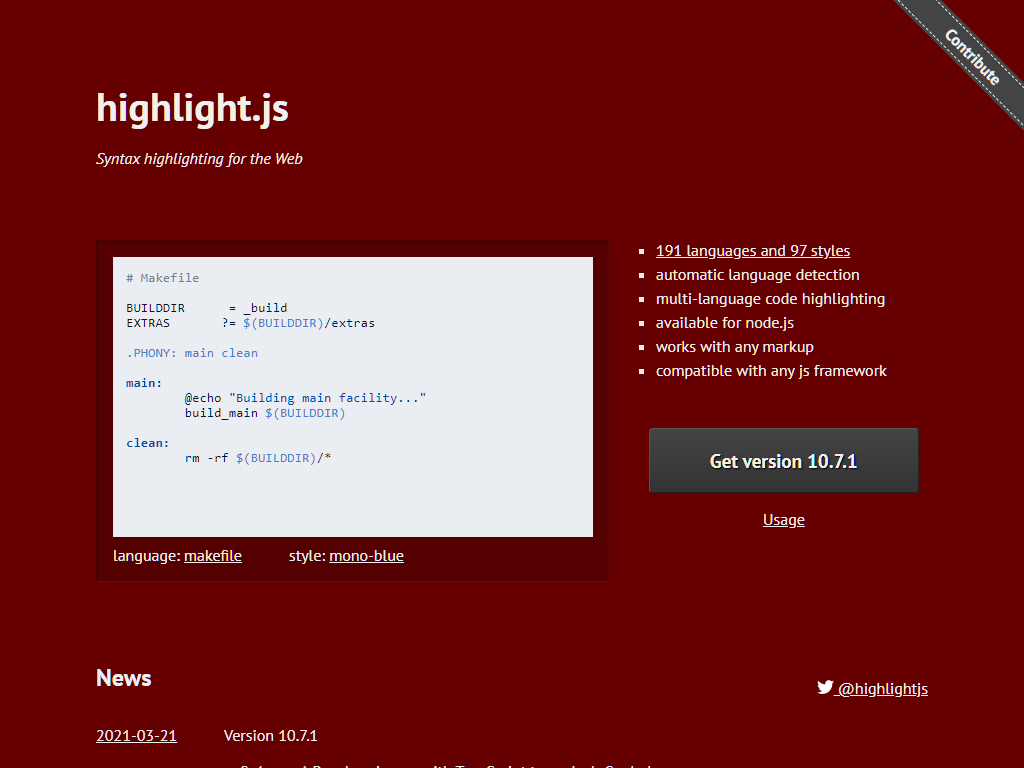 Contribute
highlight.js
Syntax highlighting for the Web
# Makefile
BUILDDIR      = _build
EXTRAS       ?= $(BUILDDIR)/extras
.PHONY: main clean
main:
        @echo "Building main facility..."
        build_main $(BUILDDIR)
clean:
        rm -rf $(BUILDDIR)/*
language: makefile style: mono-blue
191 languages and 97 styles
automatic language detection
multi-language code highlighting
available for node.js
works with any markup
compatible with any js framework
Get version 10.7.1
Usage
News
@highlightjs
2021-03-21 Version 10.7.1